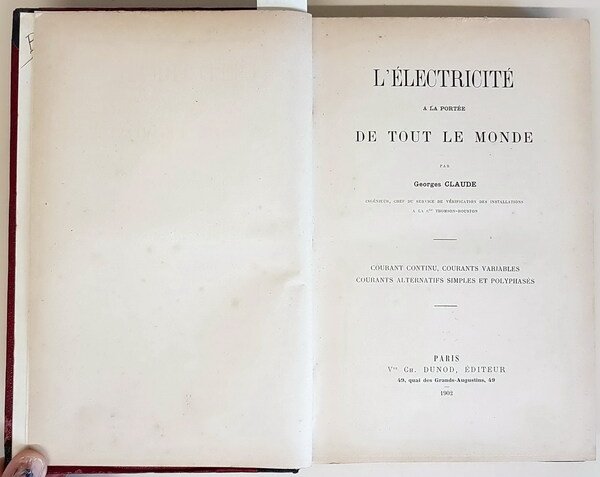 L'ÉLECTRICITÉ
A LA PORTÉE
DE TOUT LE MONDE
PAR
Georges CLAUDE
INGÉNIEUR, CHEF DU SERVICE DE VÉRIFICATION DES INSTALLATIONS
A LA Cie THOMSON-HOUSTON
COURANT CONTINU, COURANTS VARIABLES
COURANTS ALTERNATIFS SIMPLES ET POLYPHASÉS
PARIS
Vve CH. DUNOD, ÉDITEUR
49, quai des Grands-Augustins, 49
1902